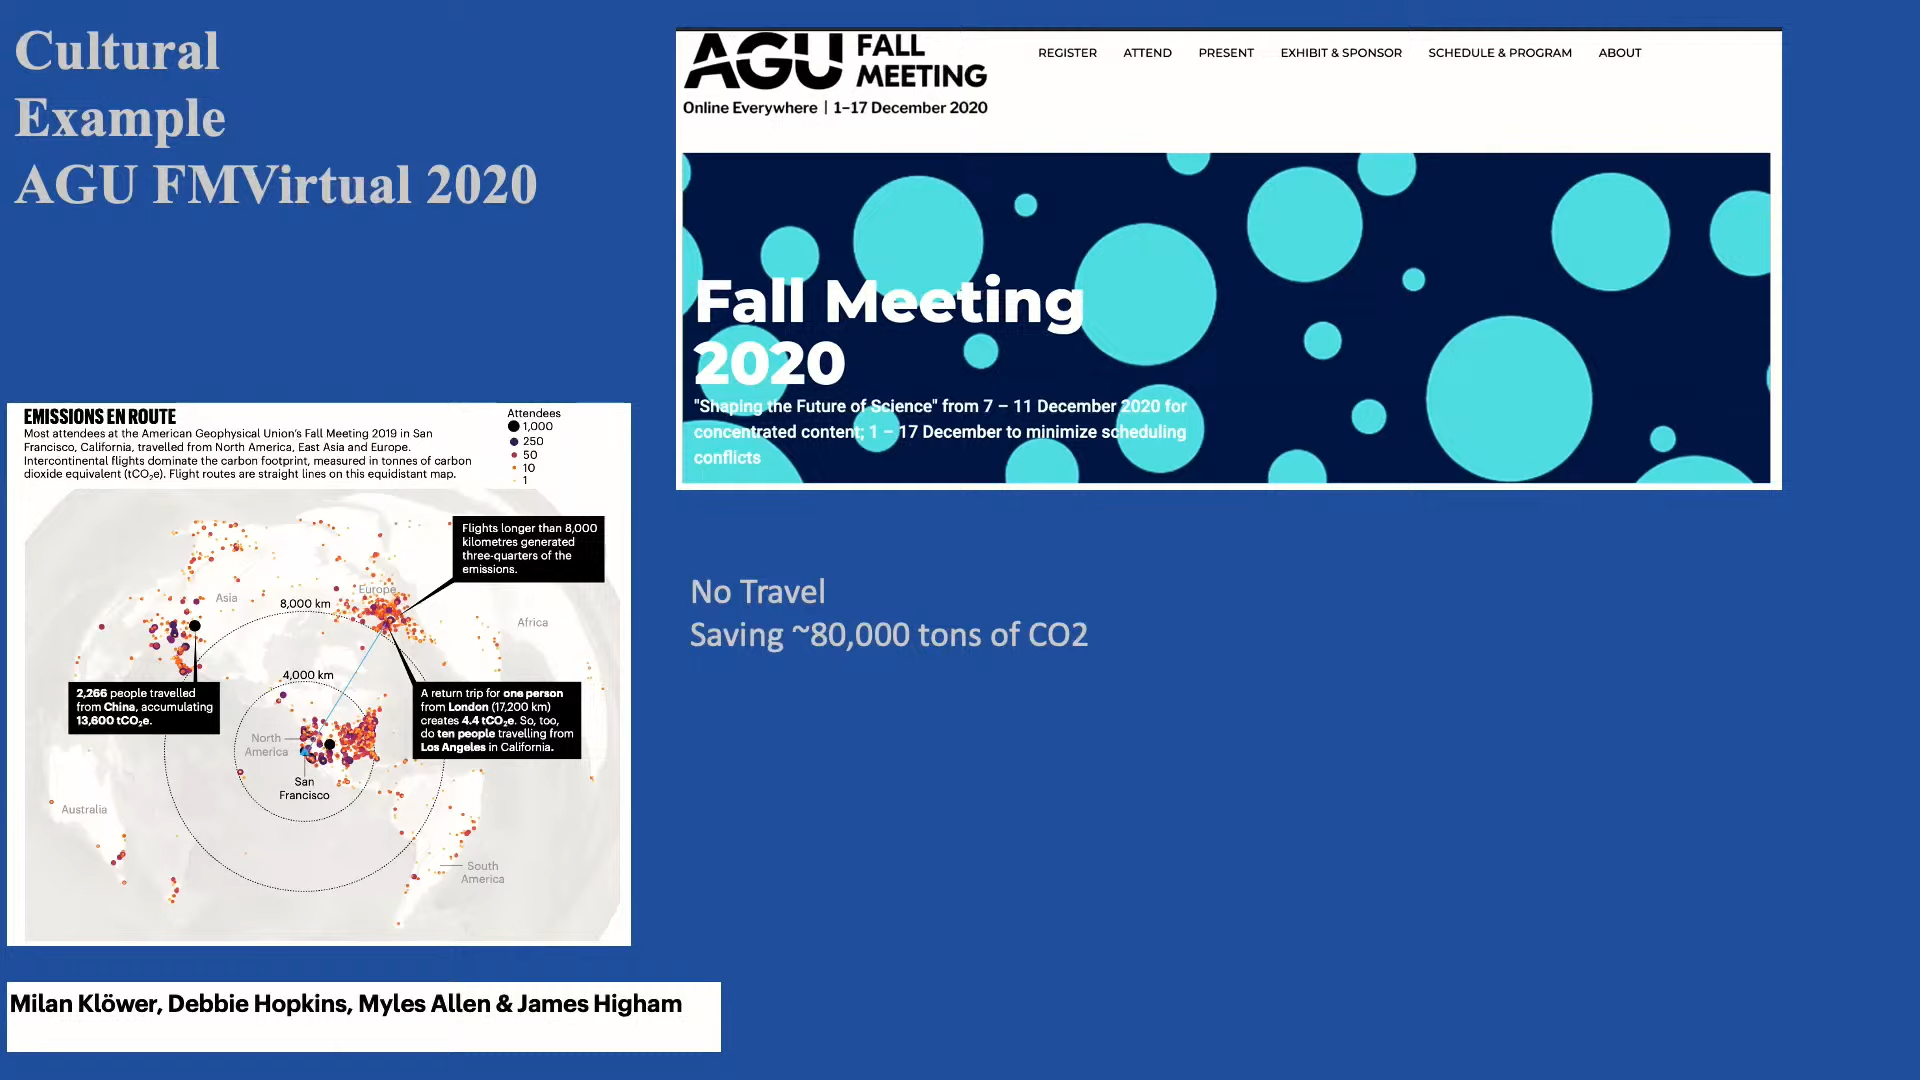 Cultural
Example
AGU FMVirtual 2020
AGU FALL
MEETING
Online Everywhere | 1–17 December 2020
REGISTER ATTEND PRESENT EXHIBIT & SPONSOR SCHEDULE & PROGRAM ABOUT
Fall Meeting
2020
"Shaping the Future of Science" from 7 – 11 December 2020 for
concentrated content; 1 – 17 December to minimize scheduling
conflicts
EMISSIONS EN ROUTE
Most attendees at the American Geophysical Union's Fall Meeting 2019 in San
Francisco, California, travelled from North America, East Asia and Europe.
Intercontinental flights dominate the carbon footprint, measured in tonnes of carbon
dioxide equivalent (tCO₂e). Flight routes are straight lines on this equidistant map.
Attendees
1,000
250
50
10
1
Flights longer than 8,000
kilometres generated
three-quarters of the
emissions.
Europe
Asia
8,000 km
Africa
4,000 km
2,266 people travelled
from China, accumulating
13,600 tCO₂e.
A return trip for one person
from London (17,200 km)
creates 4.4 tCO₂e. So, too,
do ten people travelling from
Los Angeles in California.
North
America
San
Francisco
Australia
South
America
No Travel
Saving ~80,000 tons of CO2
Milan Klöwer, Debbie Hopkins, Myles Allen & James Higham